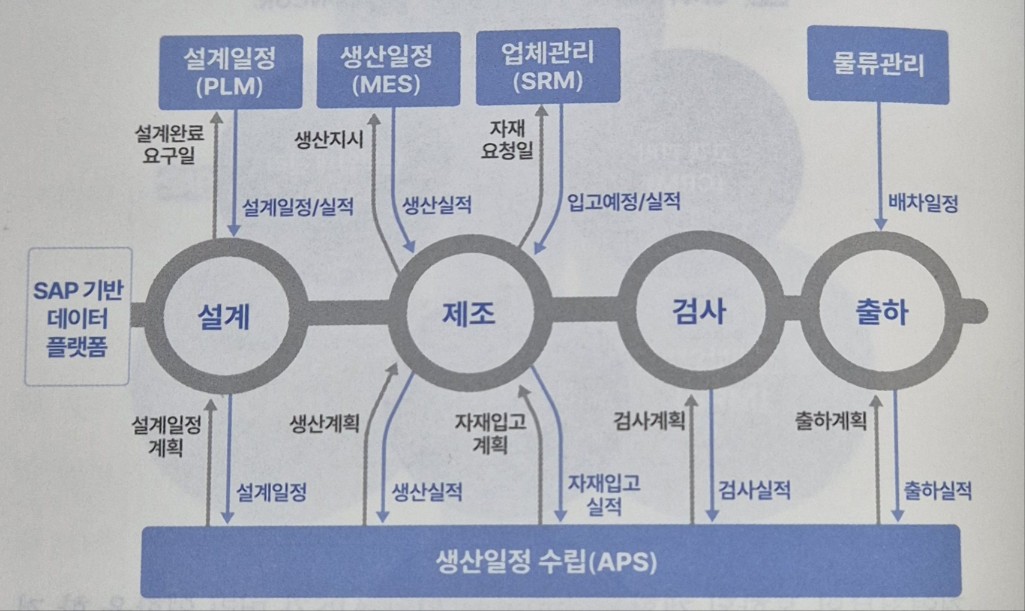 설계일정
(PLM)
생산일정
(MES)
업체관리
(SRM)
물류관리
설계완료
요구일
생산지시
자재
요청일
설계일정/실적
생산실적
입고예정/실적
배차일정
SAP 기반
데이터
플랫폼
설계
제조
검사
출하
설계일정
계획
생산계획
자재입고
계획
검사계획
출하계획
설계일정
생산실적
자재입고
실적
검사실적
출하실적
생산일정 수립(APS)